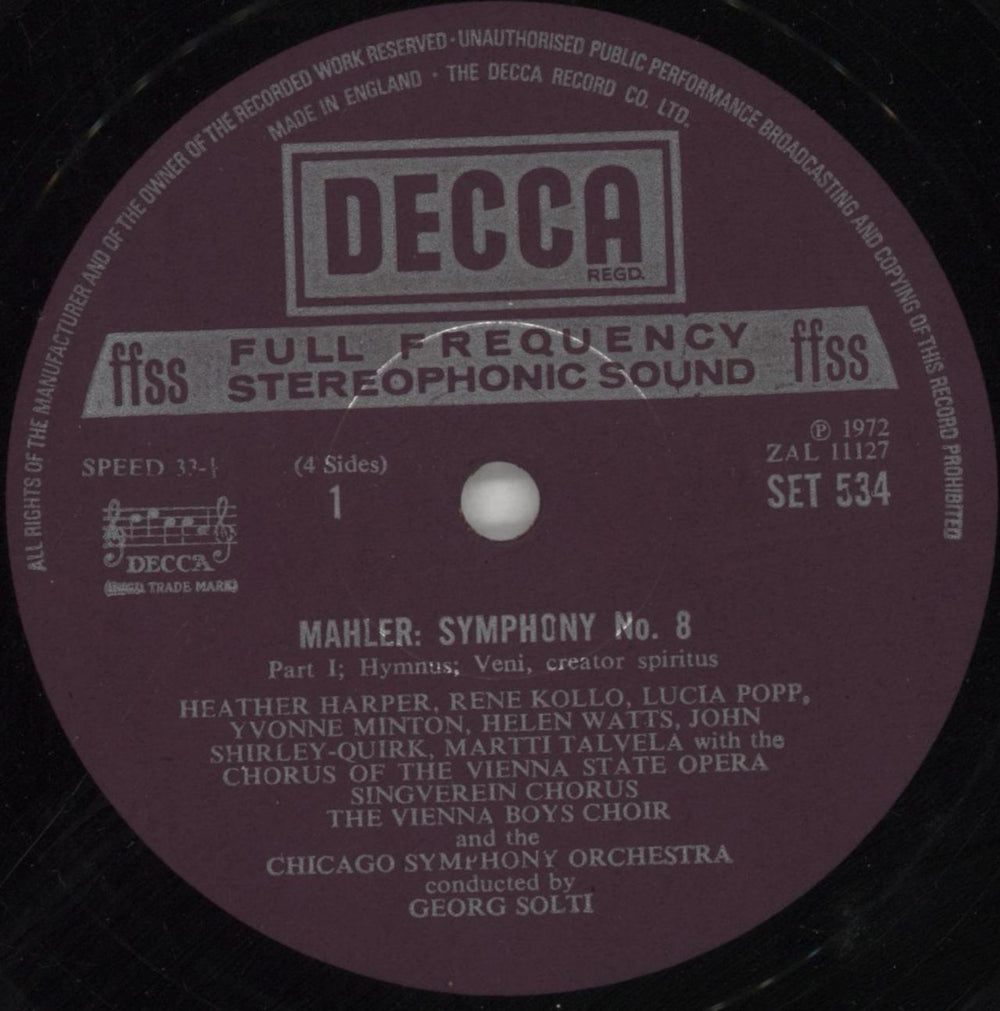 ALL RIGHTS OF THE MANUFACTURER AND OF THE OWNER OF THE RECORDED WORK RESERVED · UNAUTHORISED PUBLIC PERFORMANCE BROADCASTING AND COPYING OF THIS RECORD PROHIBITED
MADE IN ENGLAND · THE DECCA RECORD CO. LTD.
DECCA
REGD.
ffss FULL FREQUENCY ffss
STEREOPHONIC SOUND
℗ 1972
ZAL 11127
SET 534
SPEED 33-⅓
(4 Sides)
1
DECCA
TRADE MARK
MAHLER: SYMPHONY No. 8
Part I; Hymnus; Veni, creator spiritus
HEATHER HARPER, RENE KOLLO, LUCIA POPP,
YVONNE MINTON, HELEN WATTS, JOHN
SHIRLEY-QUIRK, MARTTI TALVELA with the
CHORUS OF THE VIENNA STATE OPERA
SINGVEREIN CHORUS
THE VIENNA BOYS CHOIR
and the
CHICAGO SYMPHONY ORCHESTRA
conducted by
GEORG SOLTI